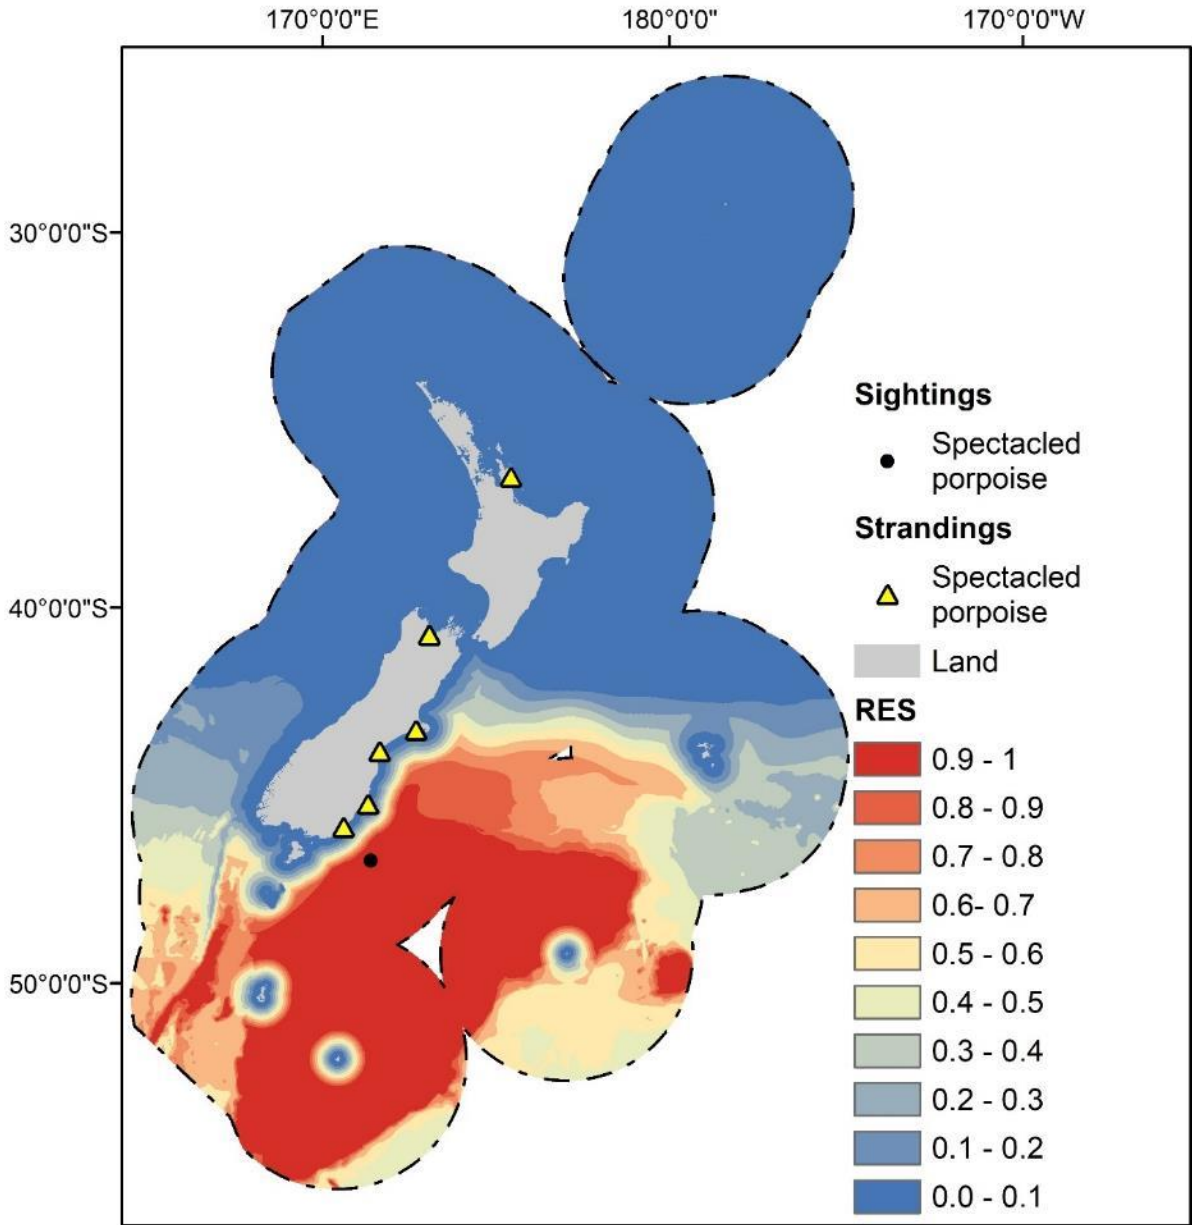 170°0'0"E
180°0'0"
170°0'0"W
30°0'0"S
40°0'0"S
50°0'0"S
Sightings
Spectacled
porpoise
Strandings
Spectacled
porpoise
Land
RES
0.9 - 1
0.8 - 0.9
0.7 - 0.8
0.6- 0.7
0.5 - 0.6
0.4 - 0.5
0.3 - 0.4
0.2 - 0.3
0.1 - 0.2
0.0 - 0.1